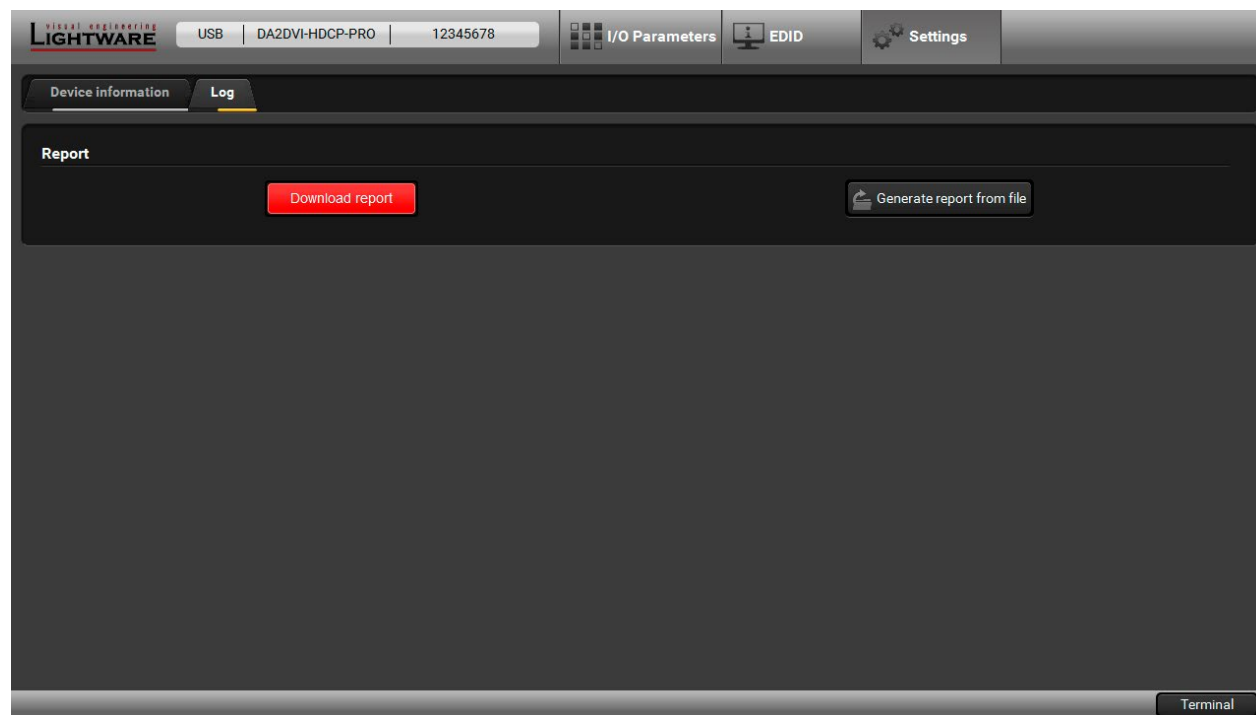 visual engineering
LIGHTWARE
USB | DA2DVI-HDCP-PRO | 12345678
I/O Parameters
EDID
Settings
Device information
Log
Report
Download report
Generate report from file
Terminal